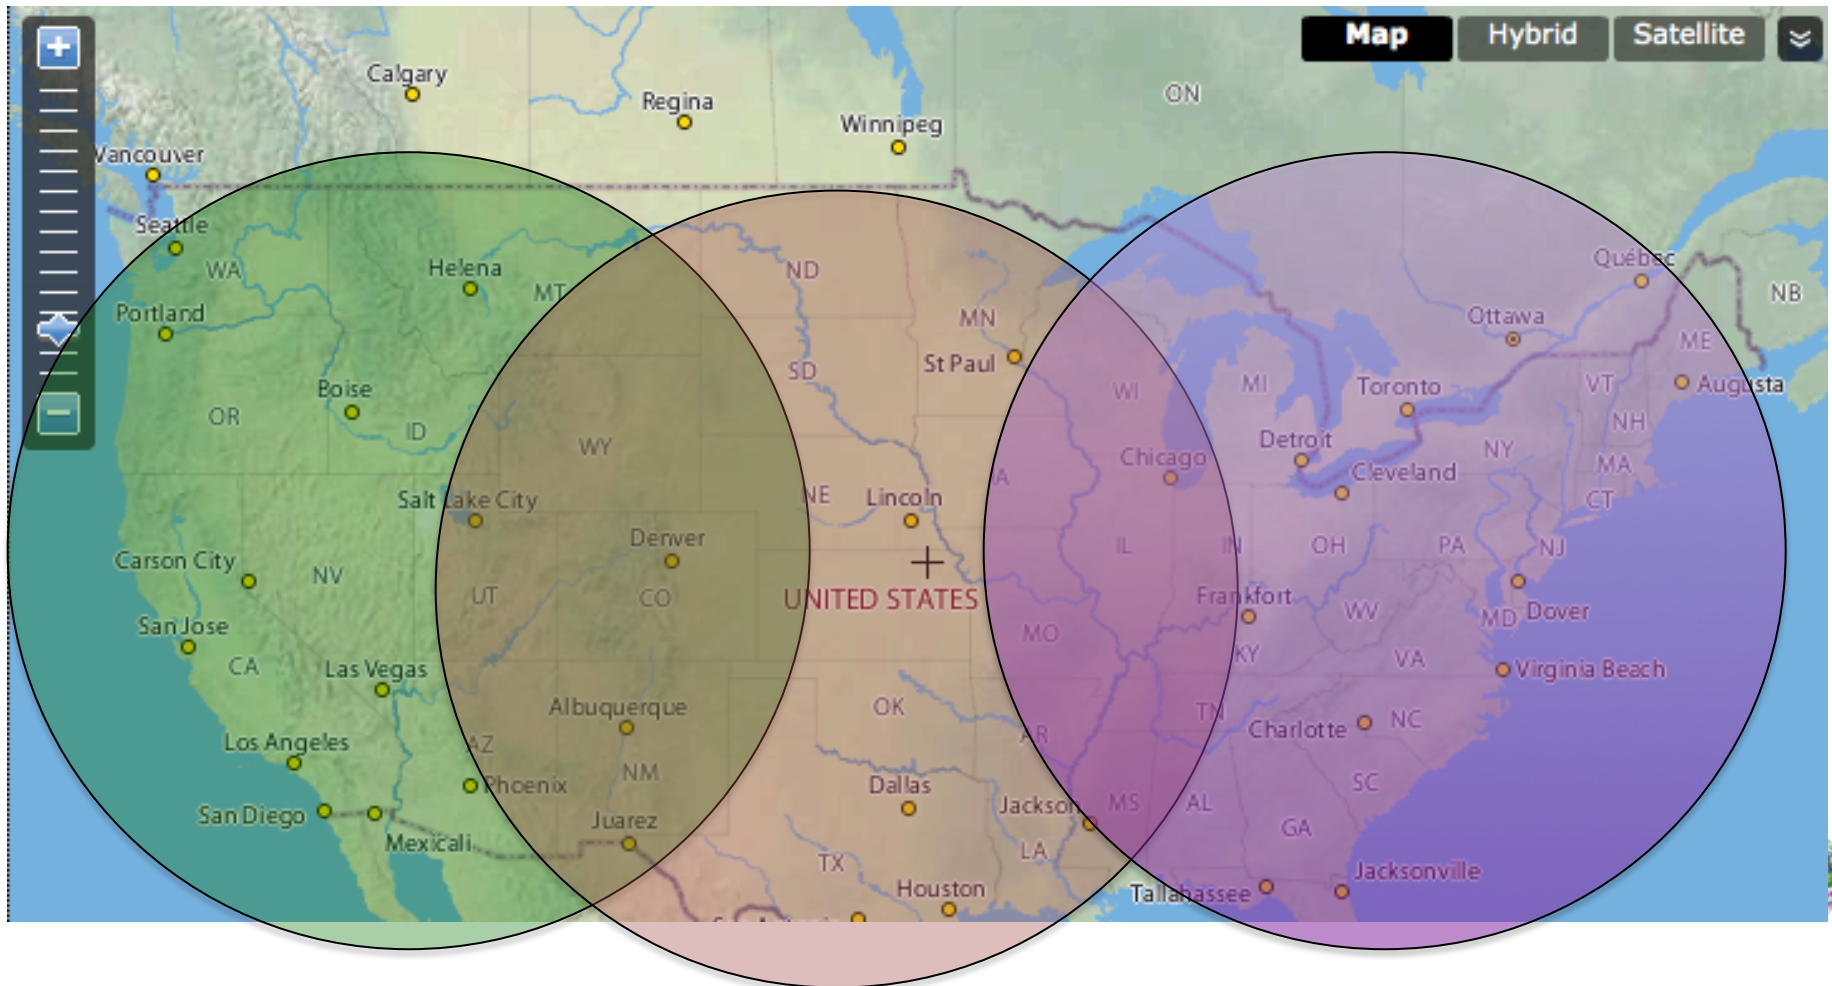 Map
Hybrid
Satellite
Calgary
Regina
Winnipeg
ON
Vancouver
Seattle
WA
Helena
MT
ND
Québec
NB
Portland
MN
Ottawa
ME
St Paul
SD
Boise
OR
ID
WI
MI
Toronto
VT
Augusta
NH
WY
Detroit
NY
Chicago
Cleveland
MA
Salt Lake City
NE
Lincoln
CT
Denver
IL
IN
OH
PA
NJ
Carson City
NV
UT
CO
UNITED STATES
Frankfort
WV
MD
Dover
San Jose
MO
KY
VA
CA
Las Vegas
Virginia Beach
Albuquerque
OK
TN
Charlotte
NC
Los Angeles
AZ
AR
NM
Phoenix
Dallas
SC
San Diego
Juarez
Jackson
MS
AL
GA
Mexicali
TX
LA
Houston
Jacksonville
Tallahassee